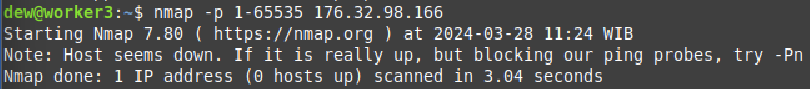 dew@worker3:~$ nmap -p 1-65535 176.32.98.166
Starting Nmap 7.80 ( https://nmap.org ) at 2024-03-28 11:24 WIB
Note: Host seems down. If it is really up, but blocking our ping probes, try -Pn
Nmap done: 1 IP address (0 hosts up) scanned in 3.04 seconds